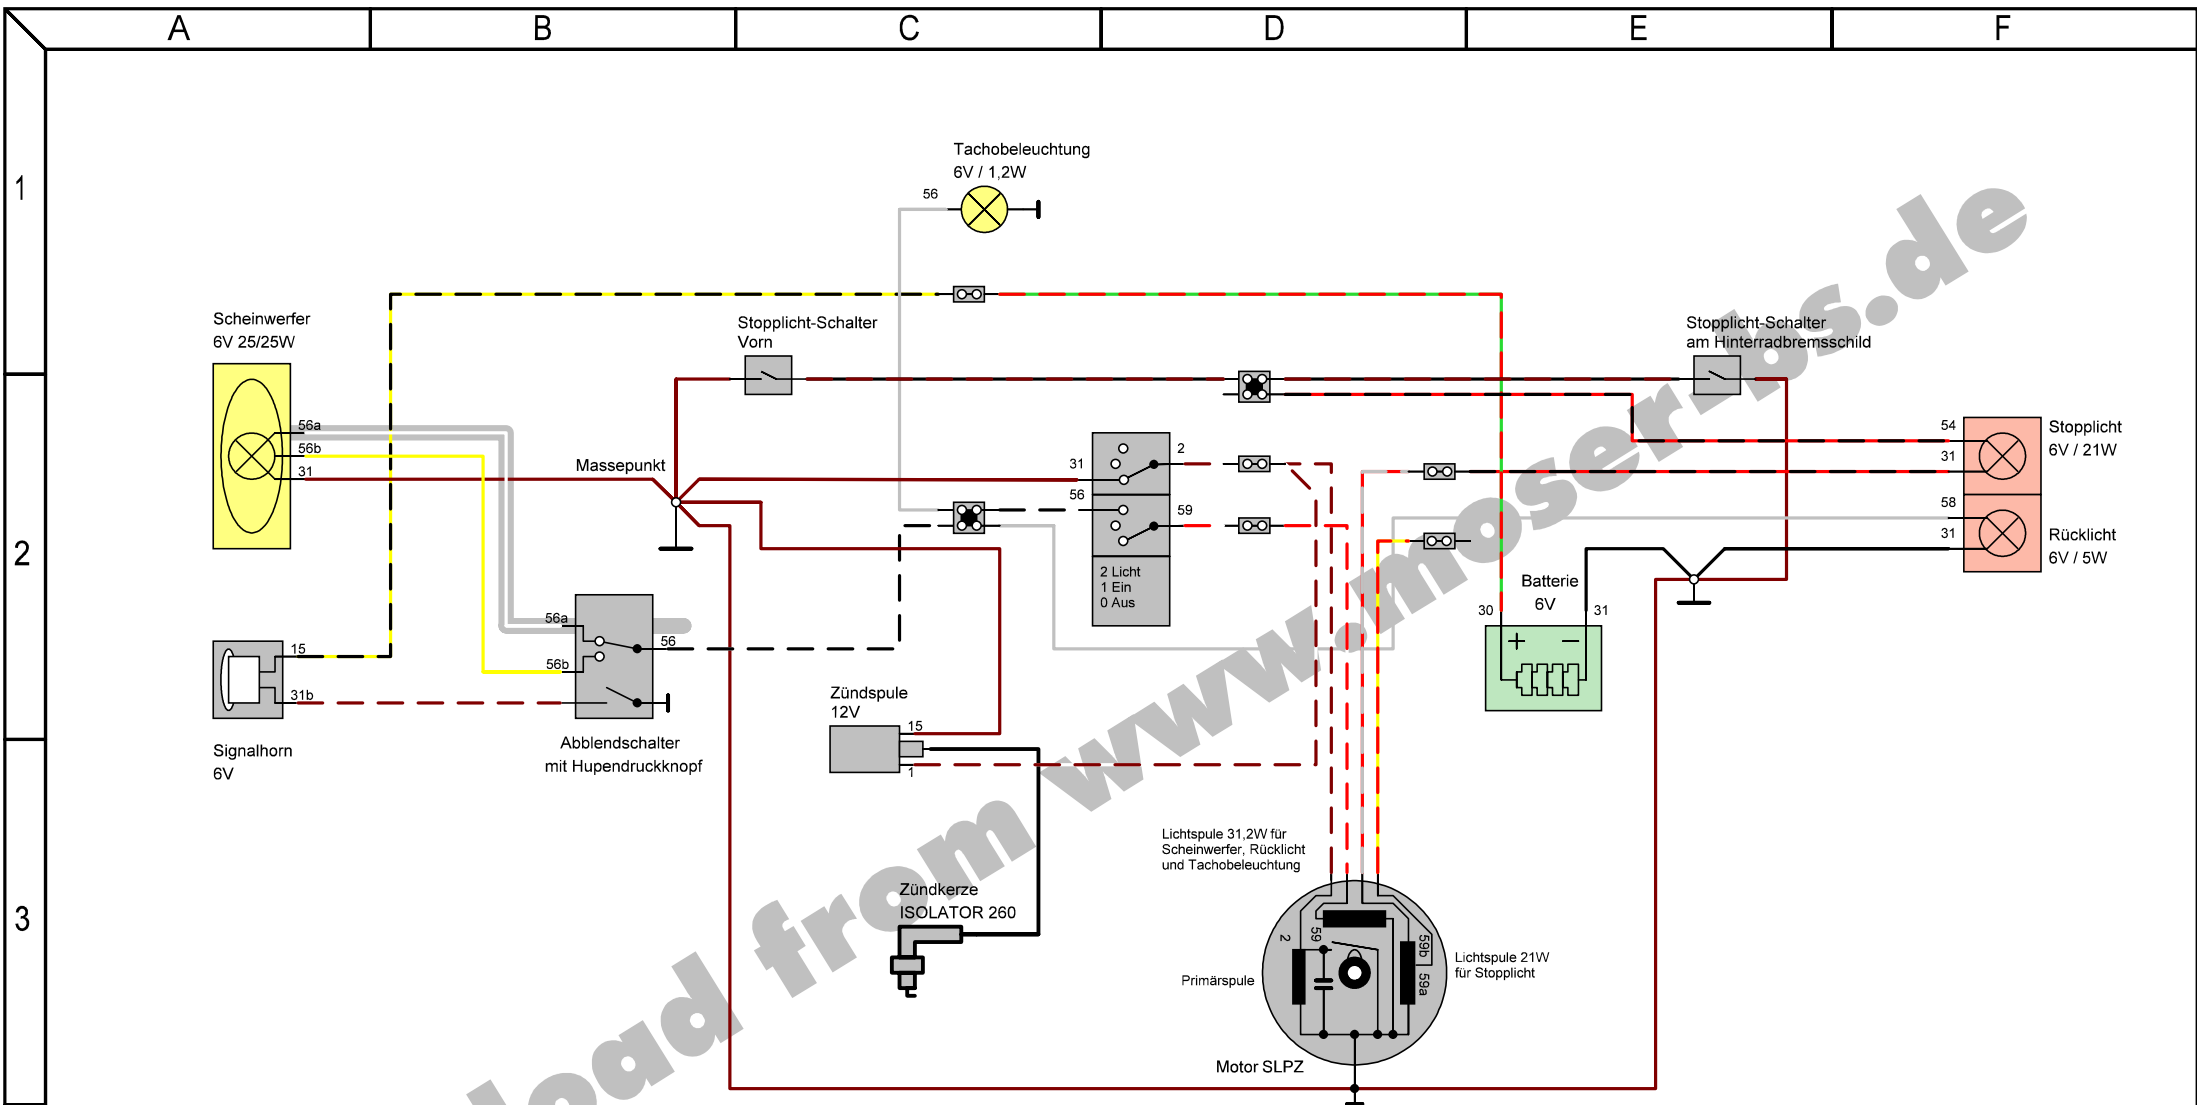 A B C D E F
1
Tachobeleuchtung
6V / 1,2W
56
Scheinwerfer
6V 25/25W
Stopplicht-Schalter
Vorn
Stopplicht-Schalter
am Hinterradbremsschild
56a
56b
31
Massepunkt
31
2
56
59
2 Licht
1 Ein
0 Aus
54
31
Stopplicht
6V / 21W
58
31
Rücklicht
6V / 5W
2
Batterie
6V
30
31
+ −
56a
56
56b
15
31b
Signalhorn
6V
Abblendschalter
mit Hupendruckknopf
Zündspule
12V
15
1
3
Lichtspule 31,2W für
Scheinwerfer, Rücklicht
und Tachobeleuchtung
Zündkerze
ISOLATOR 260
2
59
59b
59a
Primärspule
Lichtspule 21W
für Stopplicht
Motor SLPZ
load from www.moser-bs.de